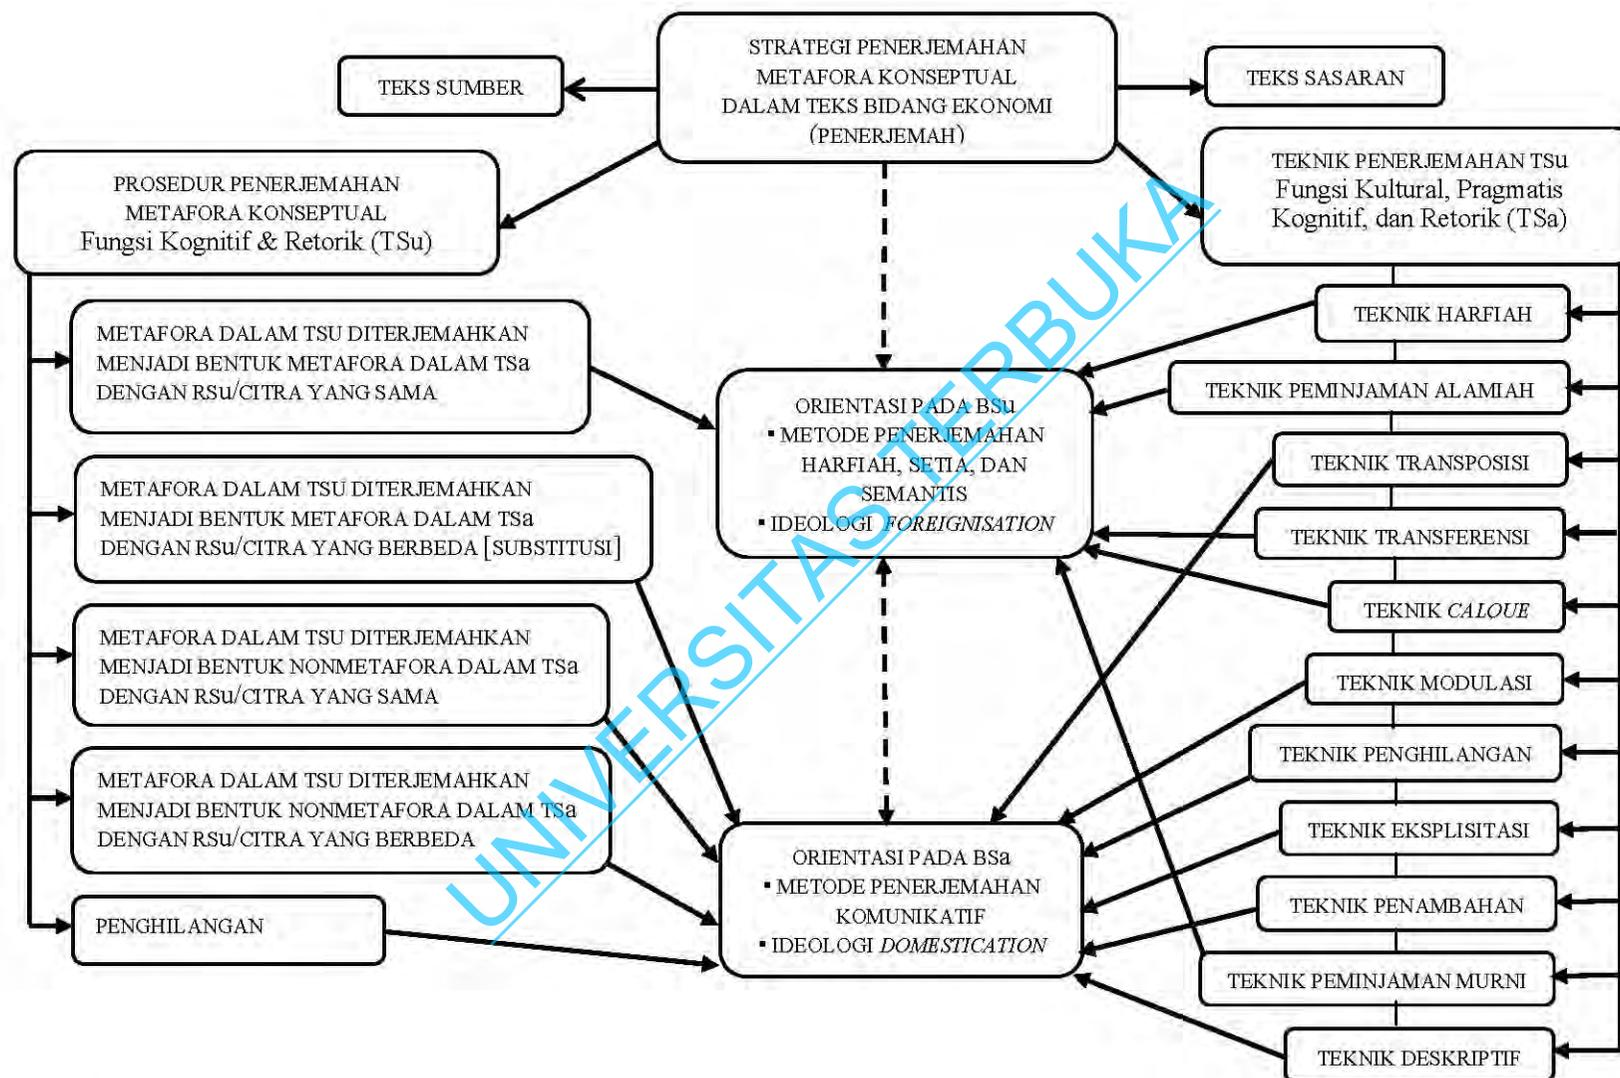 STRATEGI PENERJEMAHAN
METAFORA KONSEPTUAL
DALAM TEKS BIDANG EKONOMI
(PENERJEMAH)
TEKS SUMBER
TEKS SASARAN
PROSEDUR PENERJEMAHAN
METAFORA KONSEPTUAL
Fungsi Kognitif & Retorik (TSu)
TEKNIK PENERJEMAHAN TSu
Fungsi Kultural, Pragmatis
Kognitif, dan Retorik (TSa)
METAFORA DALAM TSU DITERJEMAHKAN
MENJADI BENTUK METAFORA DALAM TSa
DENGAN RSu/CITRA YANG SAMA
METAFORA DALAM TSU DITERJEMAHKAN
MENJADI BENTUK METAFORA DALAM TSa
DENGAN RSu/CITRA YANG BERBEDA [SUBSTITUSI]
METAFORA DALAM TSU DITERJEMAHKAN
MENJADI BENTUK NONMETAFORA DALAM TSa
DENGAN RSu/CITRA YANG SAMA
METAFORA DALAM TSU DITERJEMAHKAN
MENJADI BENTUK NONMETAFORA DALAM TSa
DENGAN RSu/CITRA YANG BERBEDA
PENGHILANGAN
ORIENTASI PADA BSu
▪ METODE PENERJEMAHAN
HARFIAH, SETIA, DAN
SEMANTIS
▪ IDEOLOGI FOREIGNISATION
ORIENTASI PADA BSa
▪ METODE PENERJEMAHAN
KOMUNIKATIF
▪ IDEOLOGI DOMESTICATION
TEKNIK HARFIAH
TEKNIK PEMINJAMAN ALAMIAH
TEKNIK TRANSPOSISI
TEKNIK TRANSFERENSI
TEKNIK CALQUE
TEKNIK MODULASI
TEKNIK PENGHILANGAN
TEKNIK EKSPLISITASI
TEKNIK PENAMBAHAN
TEKNIK PEMINJAMAN MURNI
TEKNIK DESKRIPTIF
UNIVERSITAS TERBUKA